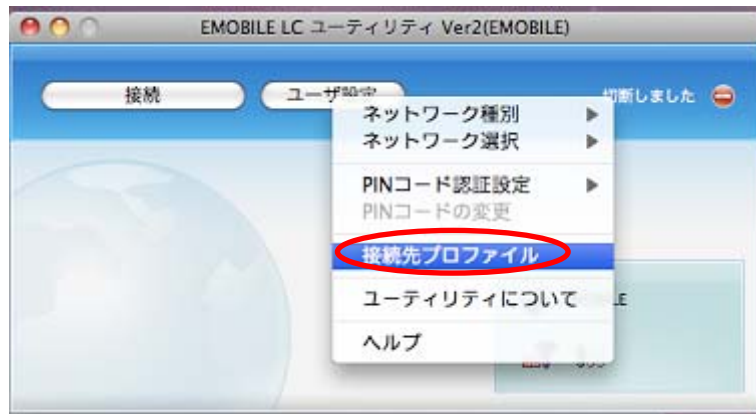 EMOBILE LC ユーティリティ Ver2(EMOBILE)
接続
ユーザ設定
切断しました
ネットワーク種別
ネットワーク選択
PINコード認証設定
PINコードの変更
接続先プロファイル
ユーティリティについて
ヘルプ